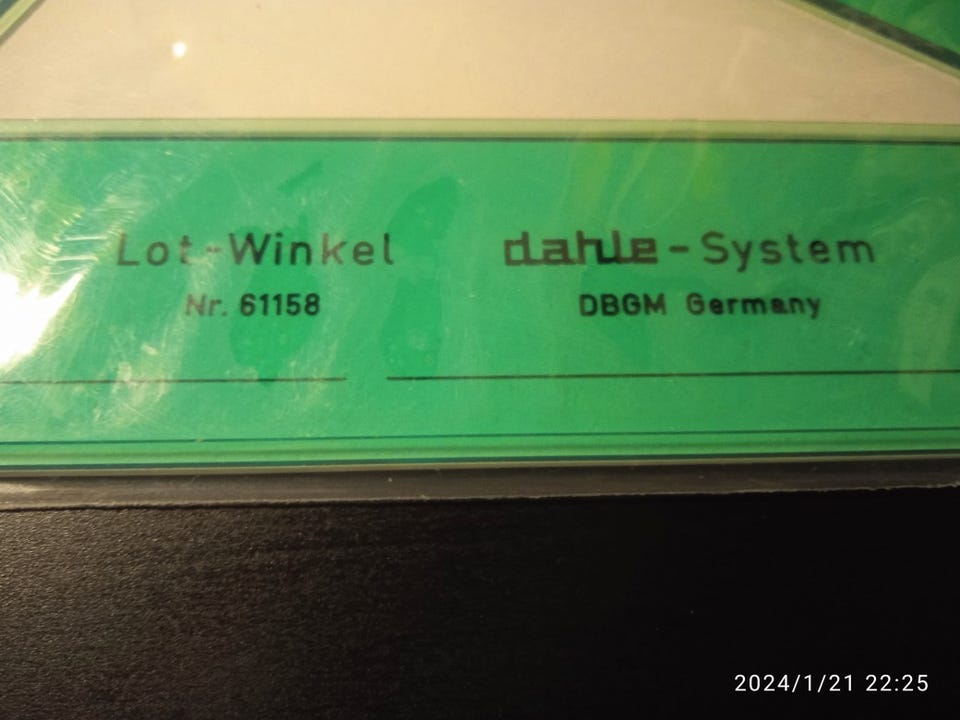 Lot-Winkel
Nr. 61158
dahle-System
DBGM Germany
2024/1/21 22:25